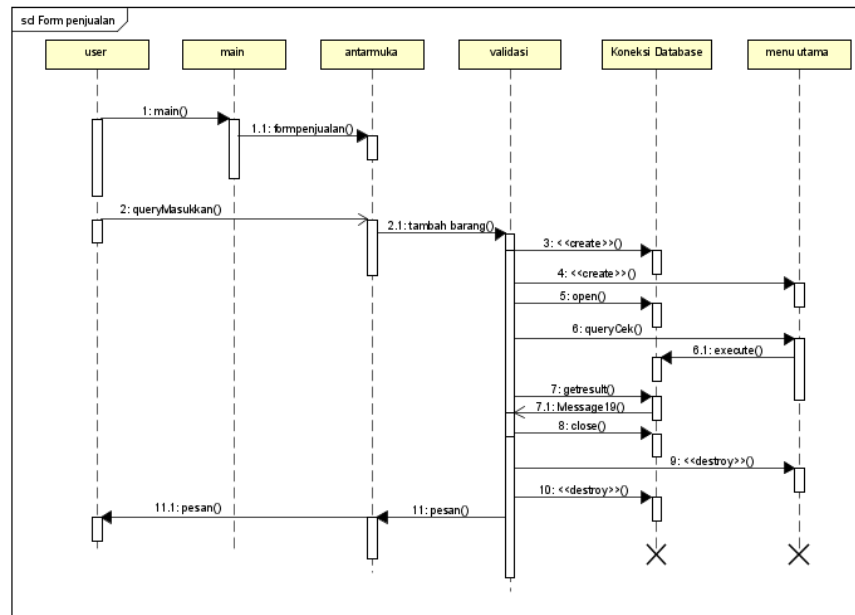 sd Form penjualan
user
main
antarmuka
validasi
Koneksi Database
menu utama
1: main()
1.1: formpenjualan()
2: queryMasukkan()
2.1: tambah barang()
3: <<create>>()
4: <<create>>()
5: open()
6: queryCek()
6.1: execute()
7: getresult()
7.1: Message19()
8: close()
9: <<destroy>>()
10: <<destroy>>()
11.1: pesan()
11: pesan()